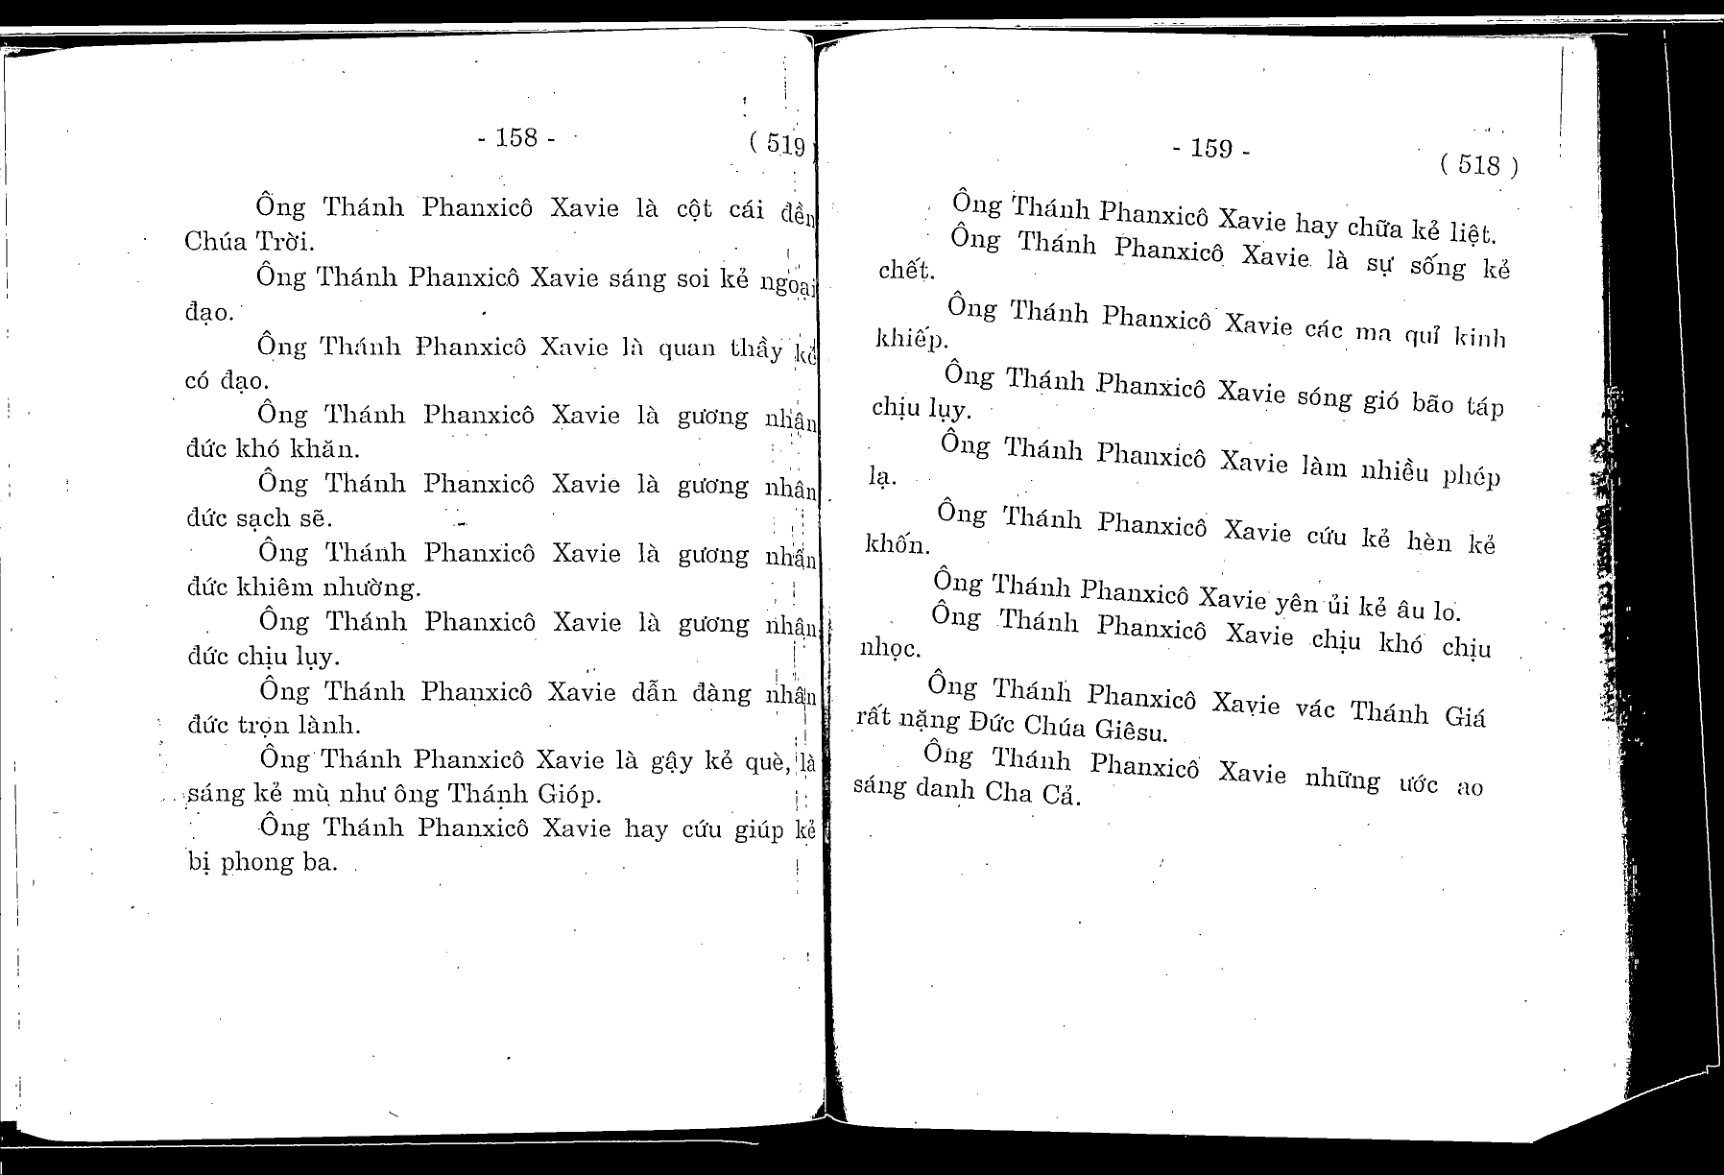 - 158 -
( 519 )
Ông Thánh Phanxicô Xavie là cột cái đền
Chúa Trời.
Ông Thánh Phanxicô Xavie sáng soi kẻ ngoại
đạo.
Ông Thánh Phanxicô Xavie là quan thầy kẻ
có đạo.
Ông Thánh Phanxicô Xavie là gương nhân
đức khó khăn.
Ông Thánh Phanxicô Xavie là gương nhân
đức sạch sẽ.
Ông Thánh Phanxicô Xavie là gương nhân
đức khiêm nhường.
Ông Thánh Phanxicô Xavie là gương nhân
đức chịu lụy.
Ông Thánh Phanxicô Xavie dẫn đàng nhân
đức trọn lành.
Ông Thánh Phanxicô Xavie là gậy kẻ què, là
sáng kẻ mù như ông Thánh Gióp.
Ông Thánh Phanxicô Xavie hay cứu giúp kẻ
bị phong ba.
- 159 -
( 518 )
Ông Thánh Phanxicô Xavie hay chữa kẻ liệt.
Ông Thánh Phanxicô Xavie là sự sống kẻ
chết.
Ông Thánh Phanxicô Xavie các ma quỉ kinh
khiếp.
Ông Thánh Phanxicô Xavie sóng gió bão táp
chịu lụy.
Ông Thánh Phanxicô Xavie làm nhiều phép
lạ.
Ông Thánh Phanxicô Xavie cứu kẻ hèn kẻ
khốn.
Ông Thánh Phanxicô Xavie yên ủi kẻ âu lo.
Ông Thánh Phanxicô Xavie chịu khó chịu
nhọc.
Ông Thánh Phanxicô Xavie vác Thánh Giá
rất nặng Đức Chúa Giêsu.
Ông Thánh Phanxicô Xavie những ước ao
sáng danh Cha Cả.